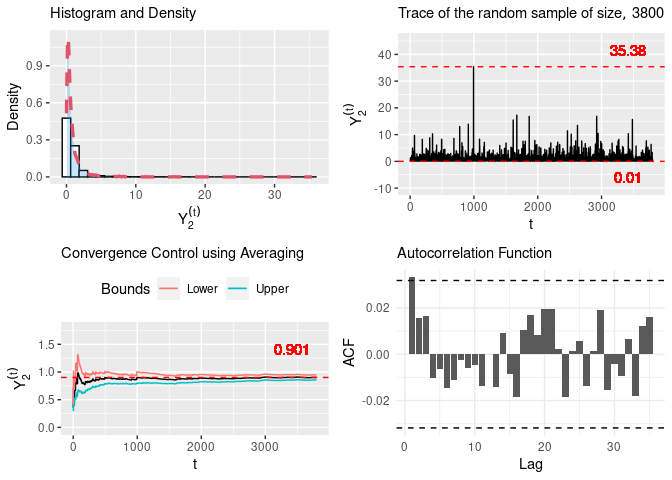 Histogram and Density
Density
0.0
0.3
0.6
0.9
0
10
20
30
Y₂⁽ᵗ⁾
Trace of the random sample of size, 3800
Y₂⁽ᵗ⁾
-10
0
10
20
30
40
35.38
0.01
0
1000
2000
3000
t
Convergence Control using Averaging
Bounds Lower Upper
Y₂⁽ᵗ⁾
0.0
0.5
1.0
1.5
0.901
0
1000
2000
3000
t
Autocorrelation Function
ACF
-0.02
0.00
0.02
0
10
20
30
Lag